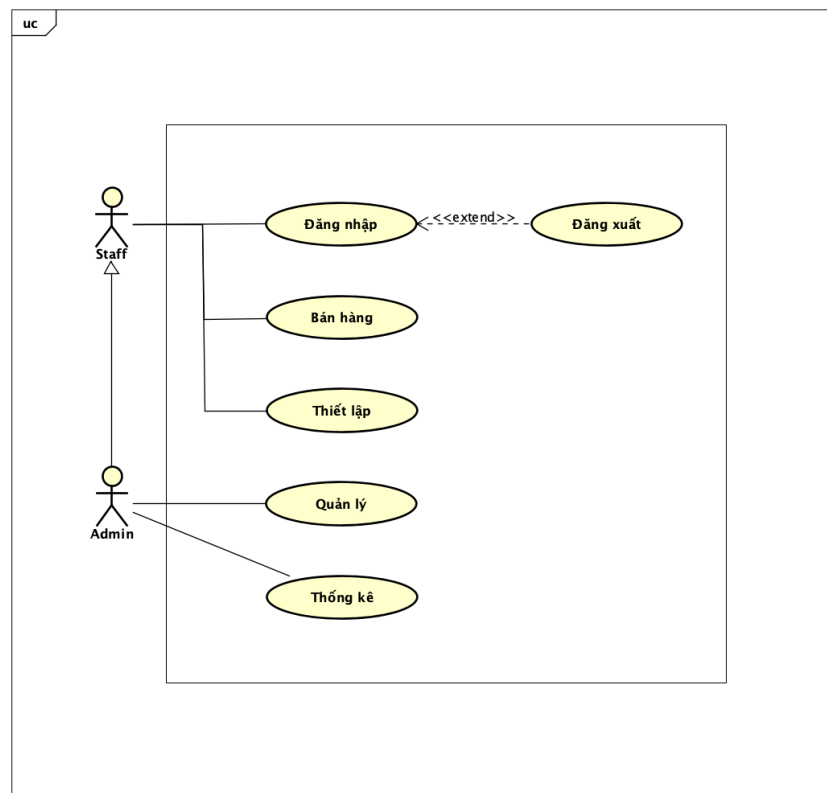 uc
Staff
Đăng nhập
<<extend>>
Đăng xuất
Bán hàng
Thiết lập
Admin
Quản lý
Thống kê